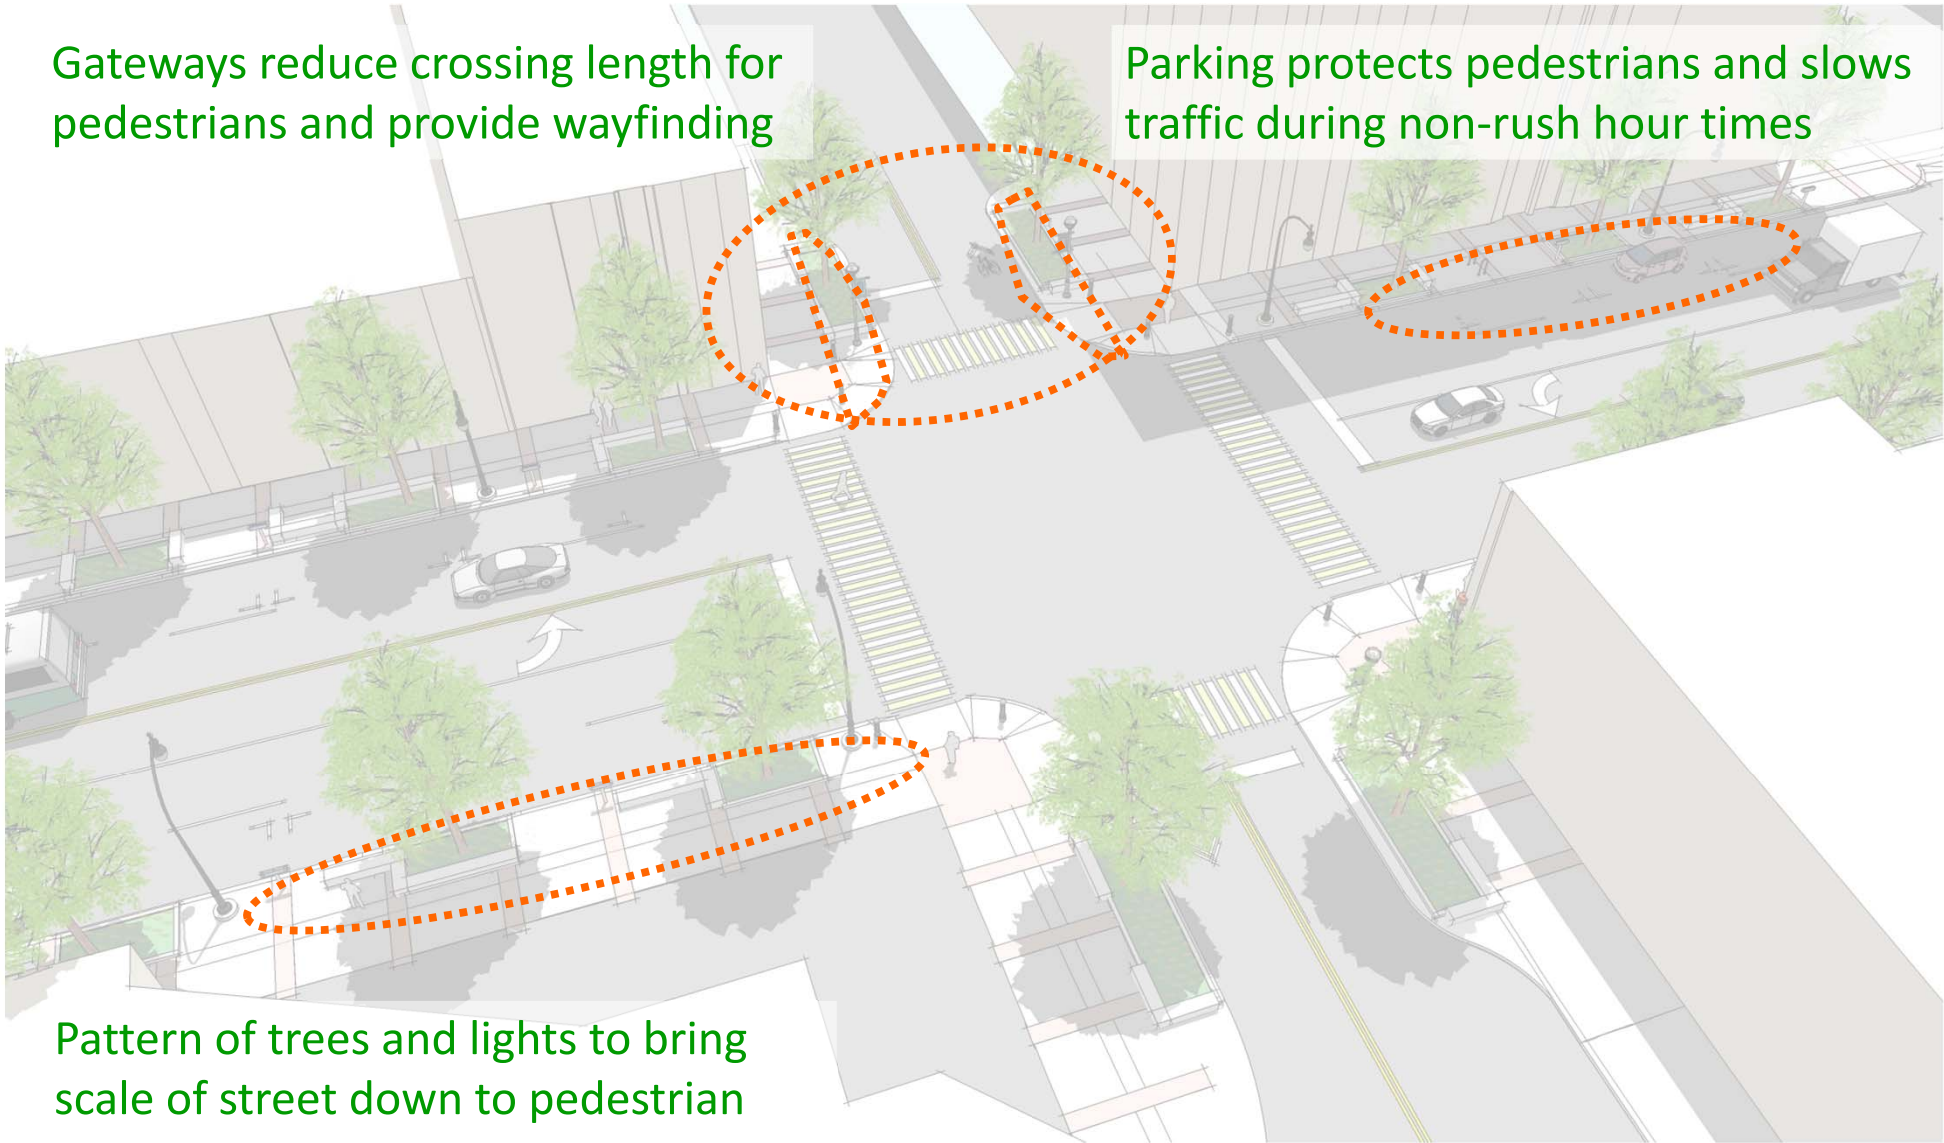 Gateways reduce crossing length for
pedestrians and provide wayfinding
Parking protects pedestrians and slows
traffic during non-rush hour times
Pattern of trees and lights to bring
scale of street down to pedestrian